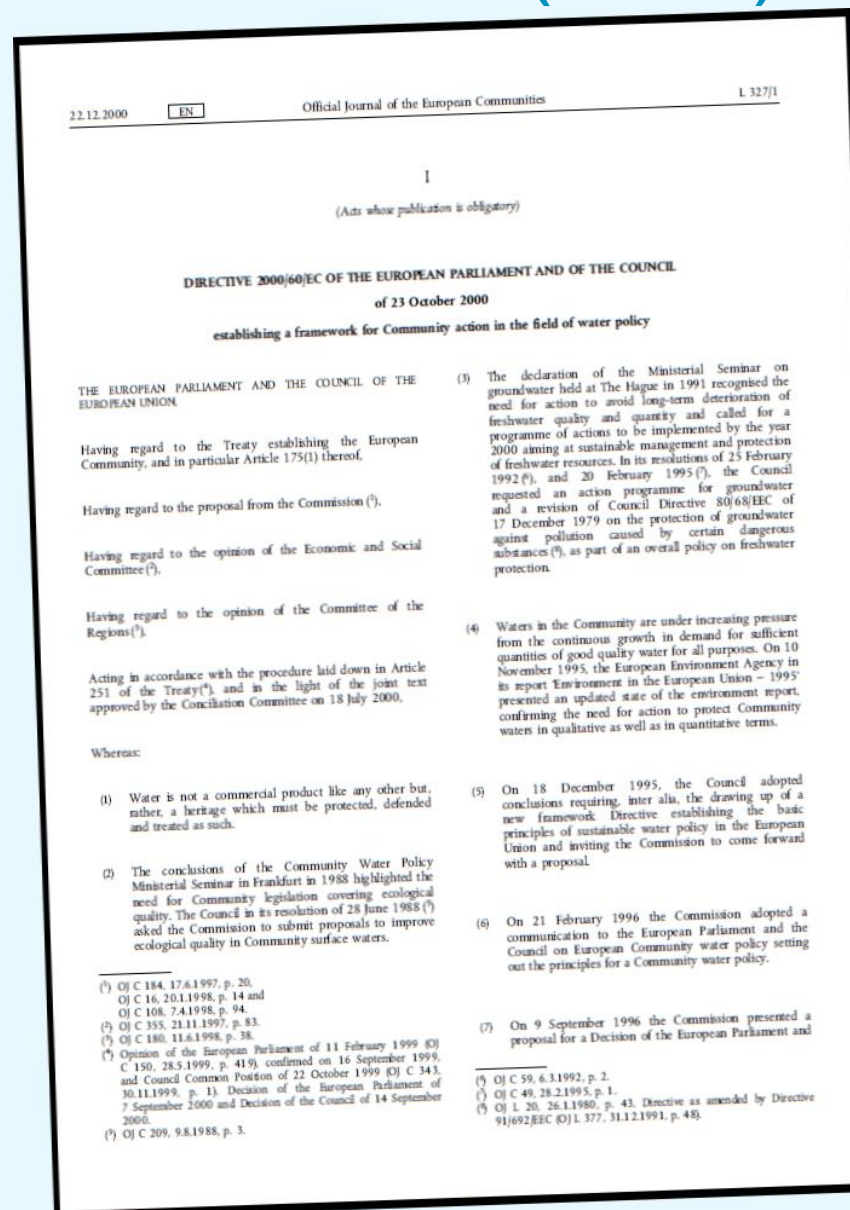 22.12.2000 EN Official Journal of the European Communities L 327/1
I
(Acts whose publication is obligatory)
DIRECTIVE 2000/60/EC OF THE EUROPEAN PARLIAMENT AND OF THE COUNCIL
of 23 October 2000
establishing a framework for Community action in the field of water policy
THE EUROPEAN PARLIAMENT AND THE COUNCIL OF THE
EUROPEAN UNION,
Having regard to the Treaty establishing the European
Community, and in particular Article 175(1) thereof,
Having regard to the proposal from the Commission (1),
Having regard to the opinion of the Economic and Social
Committee (2),
Having regard to the opinion of the Committee of the
Regions (3),
Acting in accordance with the procedure laid down in Article
251 of the Treaty (4), and in the light of the joint text
approved by the Conciliation Committee on 18 July 2000,
Whereas:
(1) Water is not a commercial product like any other but,
rather, a heritage which must be protected, defended
and treated as such.
(2) The conclusions of the Community Water Policy
Ministerial Seminar in Frankfurt in 1988 highlighted the
need for Community legislation covering ecological
quality. The Council in its resolution of 28 June 1988 (5)
asked the Commission to submit proposals to improve
ecological quality in Community surface waters.
(1) OJ C 184, 17.6.1997, p. 20,
OJ C 16, 20.1.1998, p. 14 and
OJ C 108, 7.4.1998, p. 94.
(2) OJ C 355, 21.11.1997, p. 83.
(3) OJ C 180, 11.6.1998, p. 38.
(4) Opinion of the European Parliament of 11 February 1999 (OJ
C 150, 28.5.1999, p. 419), confirmed on 16 September 1999,
and Council Common Position of 22 October 1999 (OJ C 343,
30.11.1999, p. 1). Decision of the European Parliament of
7 September 2000 and Decision of the Council of 14 September
2000.
(5) OJ C 209, 9.8.1988, p. 3.
(3) The declaration of the Ministerial Seminar on
groundwater held at The Hague in 1991 recognised the
need for action to avoid long-term deterioration of
freshwater quality and quantity and called for a
programme of actions to be implemented by the year
2000 aiming at sustainable management and protection
of freshwater resources. In its resolutions of 25 February
1992 (6), and 20 February 1995 (7), the Council
requested an action programme for groundwater
and a revision of Council Directive 80/68/EEC of
17 December 1979 on the protection of groundwater
against pollution caused by certain dangerous
substances (8), as part of an overall policy on freshwater
protection.
(4) Waters in the Community are under increasing pressure
from the continuous growth in demand for sufficient
quantities of good quality water for all purposes. On 10
November 1995, the European Environment Agency in
its report 'Environment in the European Union – 1995'
presented an updated state of the environment report,
confirming the need for action to protect Community
waters in qualitative as well as in quantitative terms.
(5) On 18 December 1995, the Council adopted
conclusions requiring, inter alia, the drawing up of a
new framework Directive establishing the basic
principles of sustainable water policy in the European
Union and inviting the Commission to come forward
with a proposal.
(6) On 21 February 1996 the Commission adopted a
communication to the European Parliament and the
Council on European Community water policy setting
out the principles for a Community water policy.
(7) On 9 September 1996 the Commission presented a
proposal for a Decision of the European Parliament and
(6) OJ C 59, 6.3.1992, p. 2.
(7) OJ C 49, 28.2.1995, p. 1.
(8) OJ L 20, 26.1.1980, p. 43. Directive as amended by Directive
91/692/EEC (OJ L 377, 31.12.1991, p. 48).